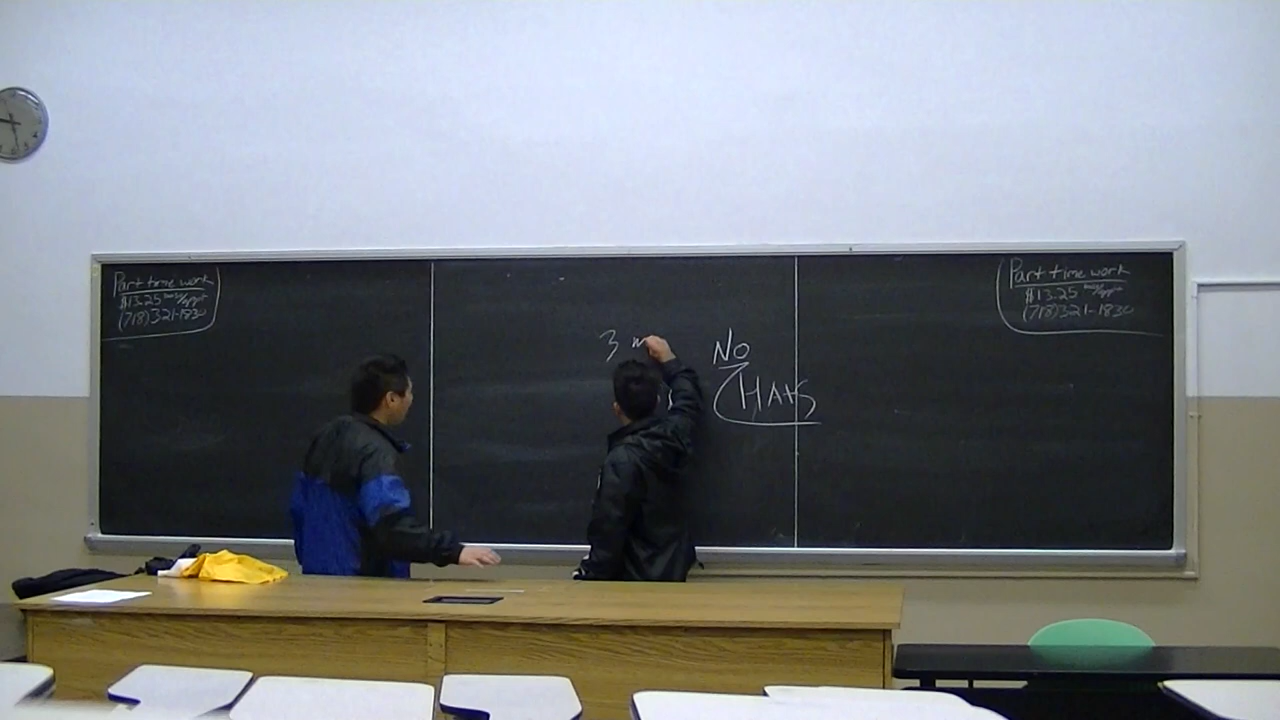 Part time work
$13.25
(718)321-1830
3
No
Hats
Part time work
$13.25
(718)321-1830